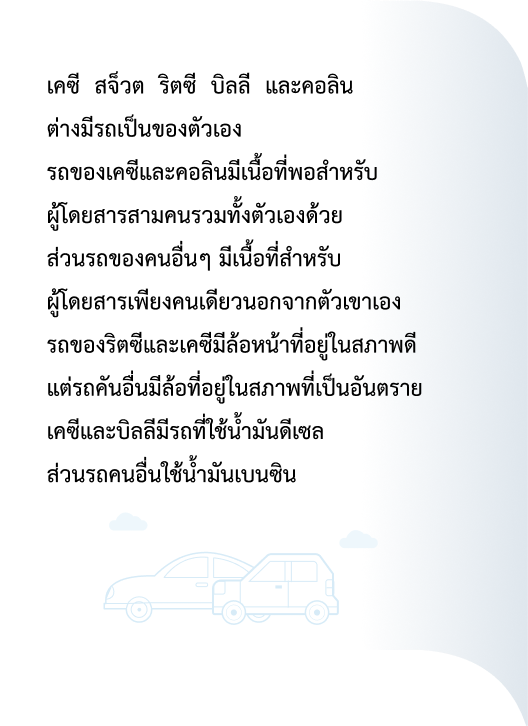 เคซี สจ็วต ริตซี บิลลี และคอลิน
ต่างมีรถเป็นของตัวเอง
รถของเคซีและคอลินมีเนื้อที่พอสำหรับ
ผู้โดยสารสามคนรวมทั้งตัวเองด้วย
ส่วนรถของคนอื่นๆ มีเนื้อที่สำหรับ
ผู้โดยสารเพียงคนเดียวนอกจากตัวเขาเอง
รถของริตซีและเคซีมีล้อหน้าที่อยู่ในสภาพดี
แต่รถคันอื่นมีล้อที่อยู่ในสภาพที่เป็นอันตราย
เคซีและบิลลีมีรถที่ใช้น้ำมันดีเซล
ส่วนรถคนอื่นใช้น้ำมันเบนซิน